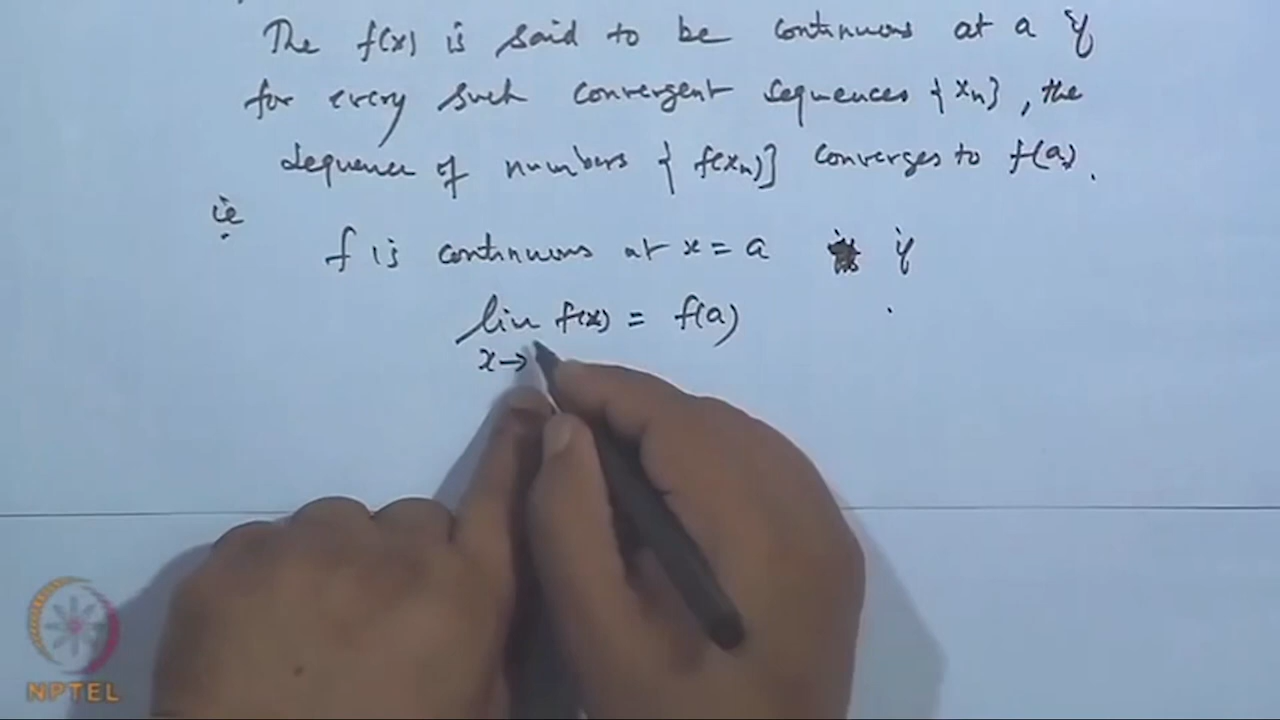 The f(x) is said to be continuous at a if
for every such convergent sequences {xn}, the
sequence of numbers { f(xn)] converges to f(a).
ie
f is continuous at x = a if
lim f(x) = f(a)
x→
NPTEL